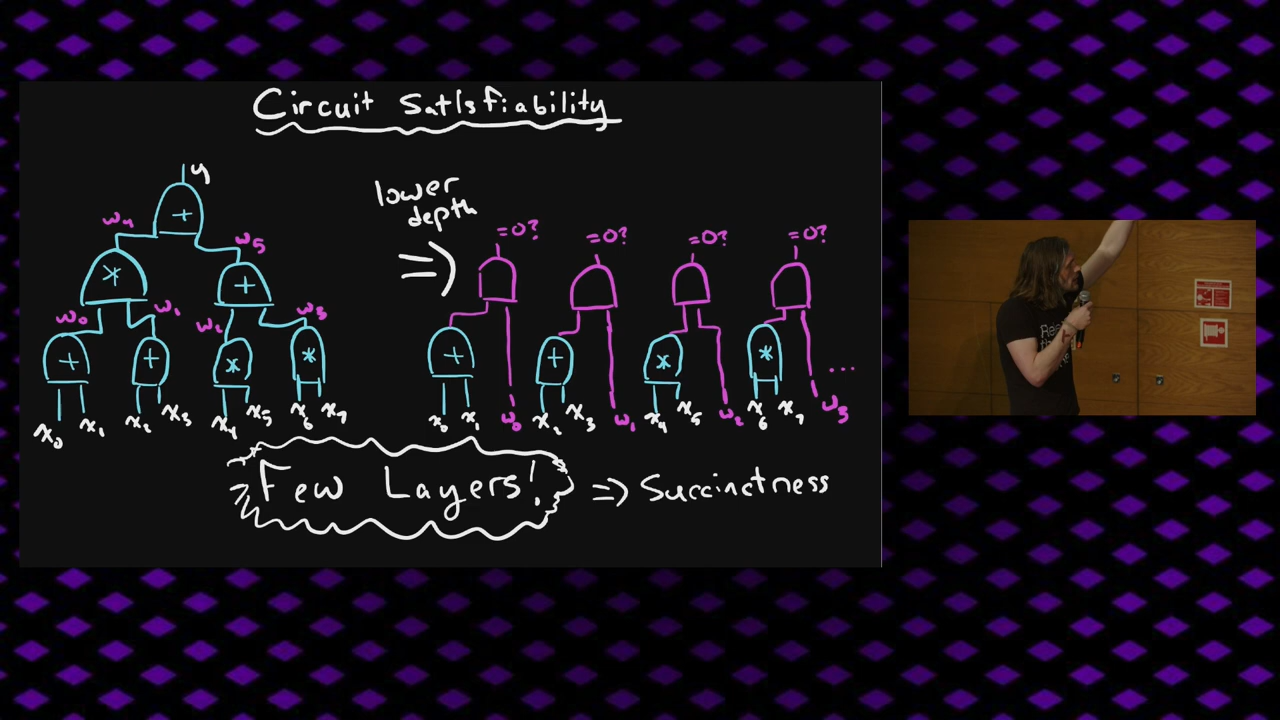 Circuit Satisfiability
y
+
w₄
w₅
*
+
w₀
w₁
w₂
w₃
+
+
*
*
x₀ x₁ x₂ x₃ x₄ x₅ x₆ x₇
lower
depth
⇒
=0? =0? =0? =0?
+
+
*
*
...
x₀ x₁ w₀ x₂ x₃ w₁ x₄ x₅ w₂ x₆ x₇ w₃
Few Layers! ⇒ Succinctness